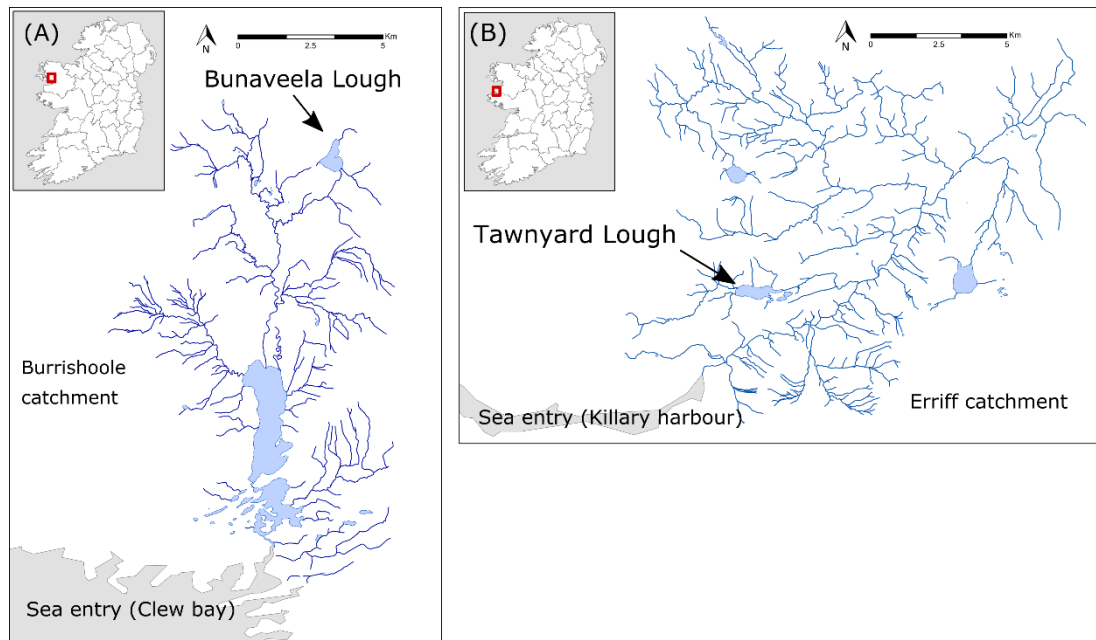 (A)
N
Km
0
2.5
5
Bunaveela Lough
Burrishoole
catchment
Sea entry (Clew bay)
(B)
N
Km
0
2.5
5
Tawnyard Lough
Erriff catchment
Sea entry (Killary harbour)